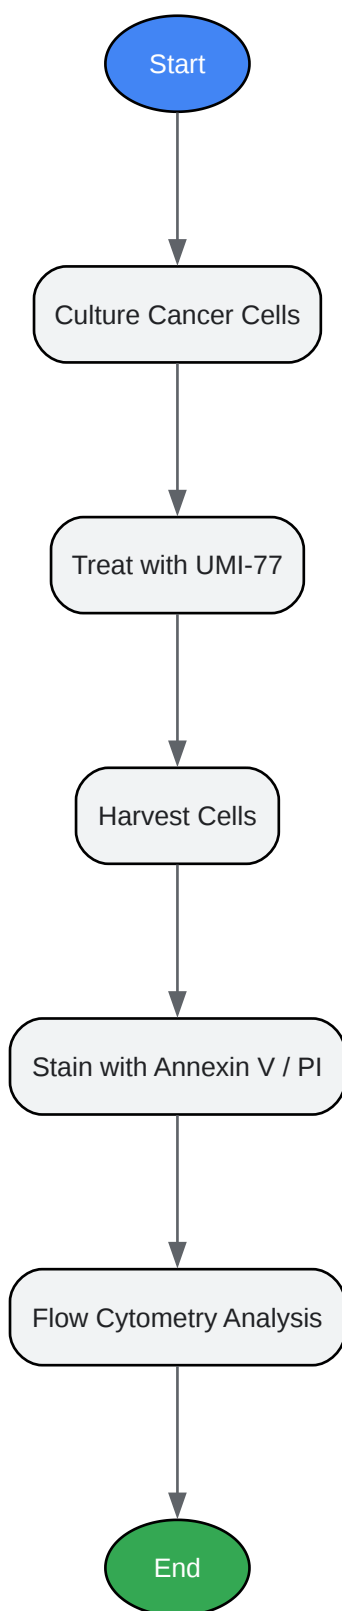 Start
Culture Cancer Cells
Treat with UMI-77
Harvest Cells
Stain with Annexin V / PI
Flow Cytometry Analysis
End